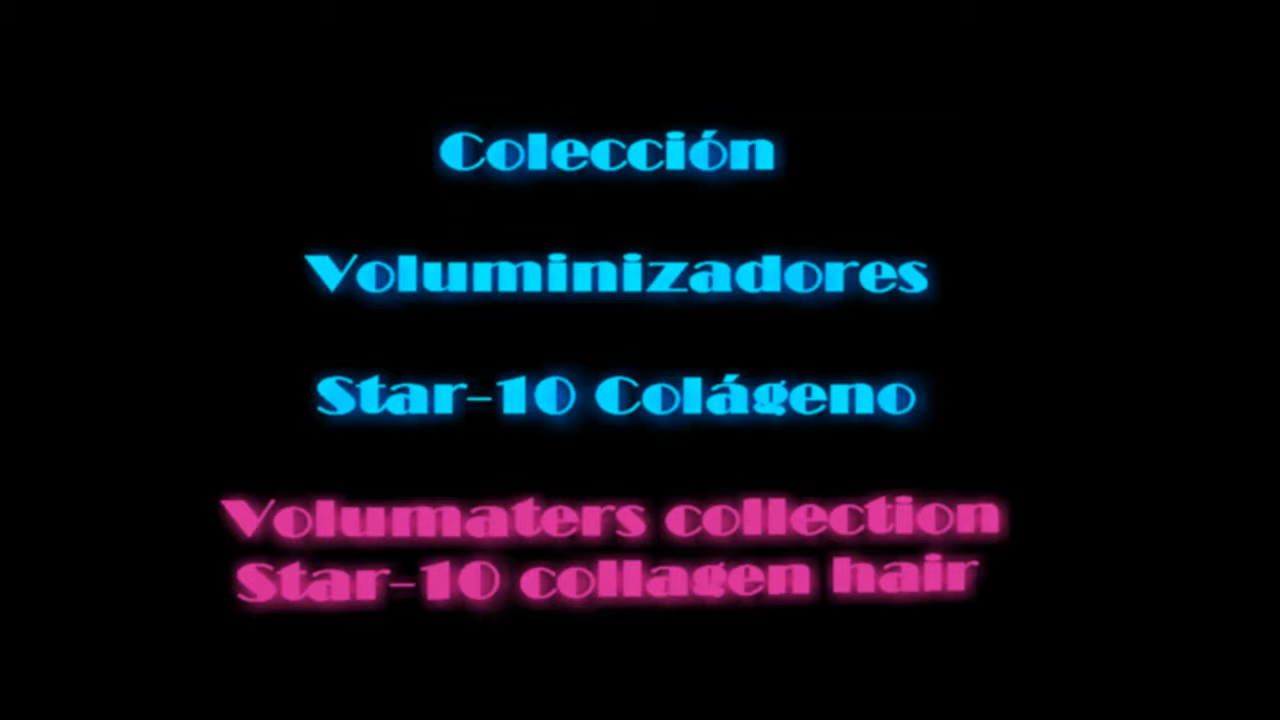 Colección
Voluminizadores
Star-10 Colágeno
Volumaters collection
Star-10 collagen hair